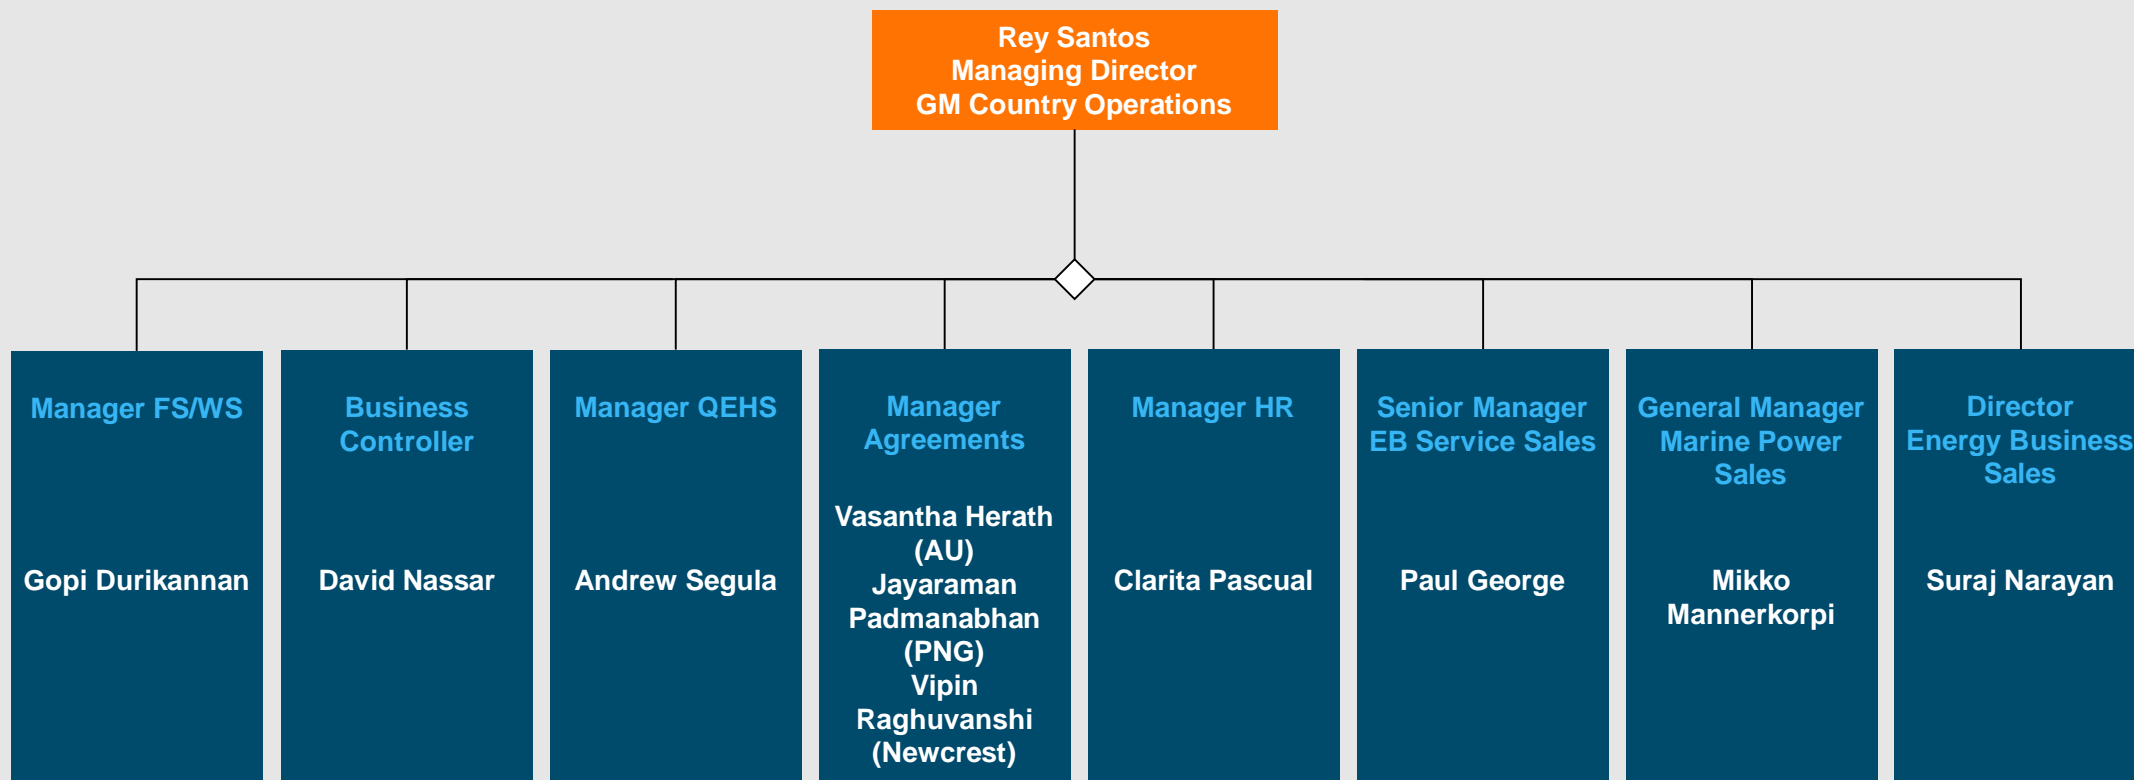 Rey Santos
Managing Director
GM Country Operations
Manager FS/WS
Gopi Durikannan
Business
Controller
David Nassar
Manager QEHS
Andrew Segula
Manager
Agreements
Vasantha Herath
(AU)
Jayaraman
Padmanabhan
(PNG)
Vipin
Raghuvanshi
(Newcrest)
Manager HR
Clarita Pascual
Senior Manager
EB Service Sales
Paul George
General Manager
Marine Power
Sales
Mikko
Mannerkorpi
Director
Energy Business
Sales
Suraj Narayan